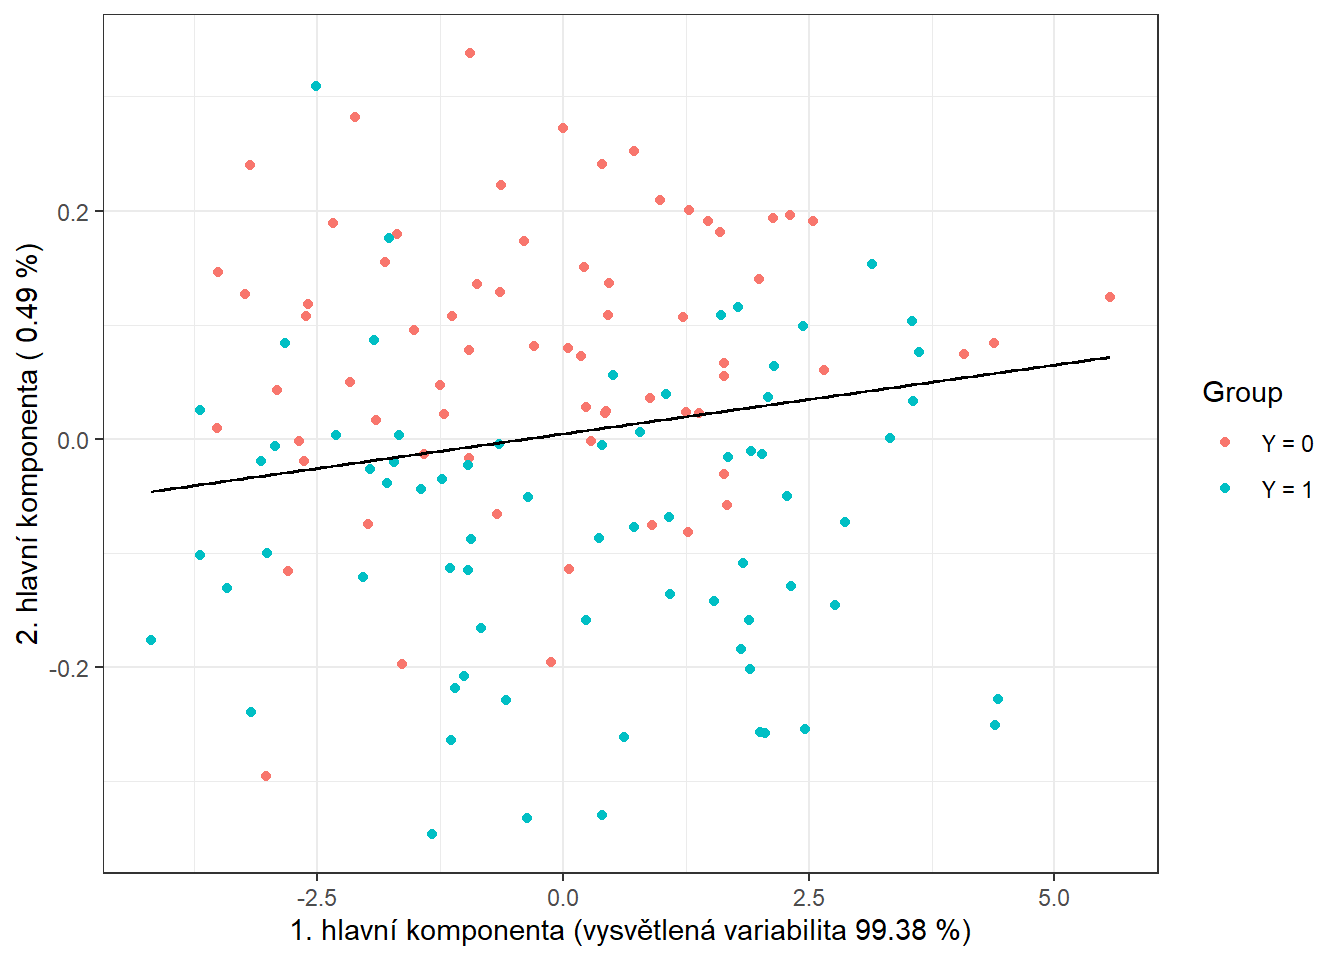 2. hlavní komponenta ( 0.49 %)
0.2
0.0
-0.2
-2.5 0.0 2.5 5.0
1. hlavní komponenta (vysvětlená variabilita 99.38 %)
Group
Y = 0
Y = 1